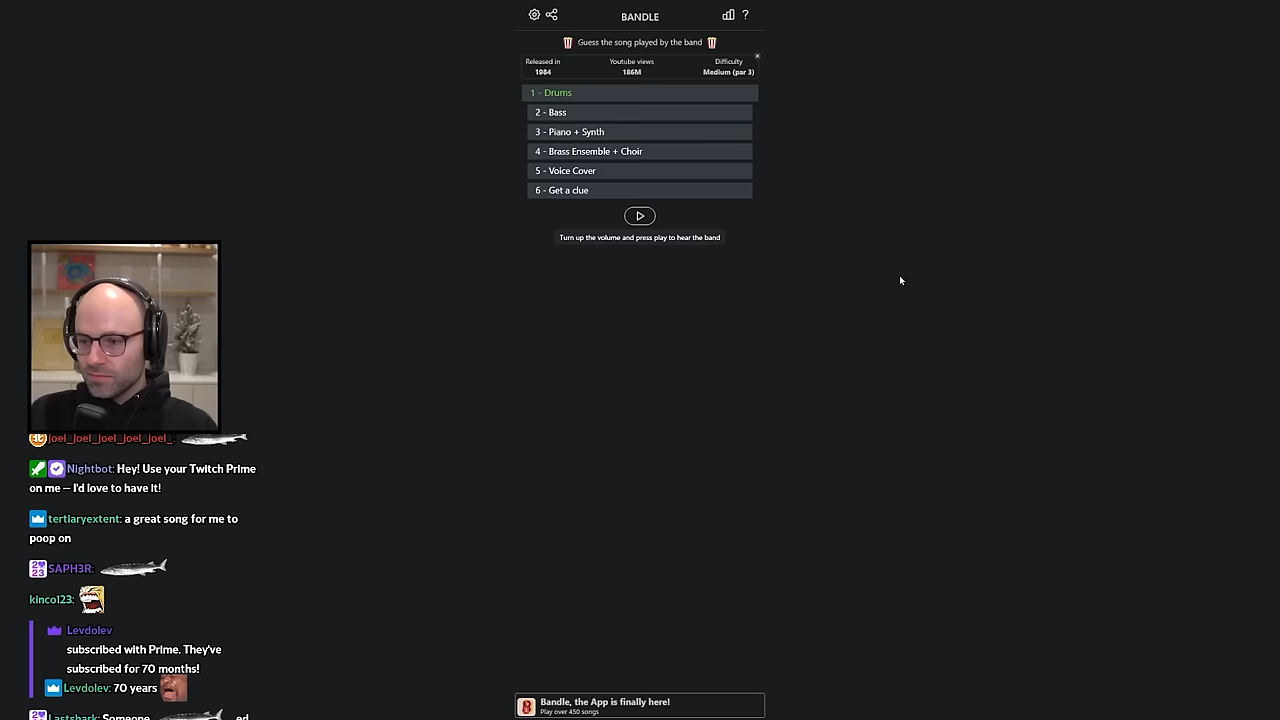 BANDLE
?
Guess the song played by the band
Released in
Youtube views
Difficulty
1984
186M
Medium (par 3)
1 - Drums
2 - Bass
3 - Piano + Synth
4 - Brass Ensemble + Choir
5 - Voice Cover
6 - Get a clue
Turn up the volume and press play to hear the band
Joel_Joel_Joel_Joel_Joel_:
Nightbot: Hey! Use your Twitch Prime
on me — I'd love to have it!
tertiaryextent: a great song for me to
poop on
SAPH3R:
kinco123:
Levdolev
subscribed with Prime. They've
subscribed for 70 months!
Levdolev: 70 years
Lastshark: Someone ed
Bandle, the App is finally here!
Play over 450 songs